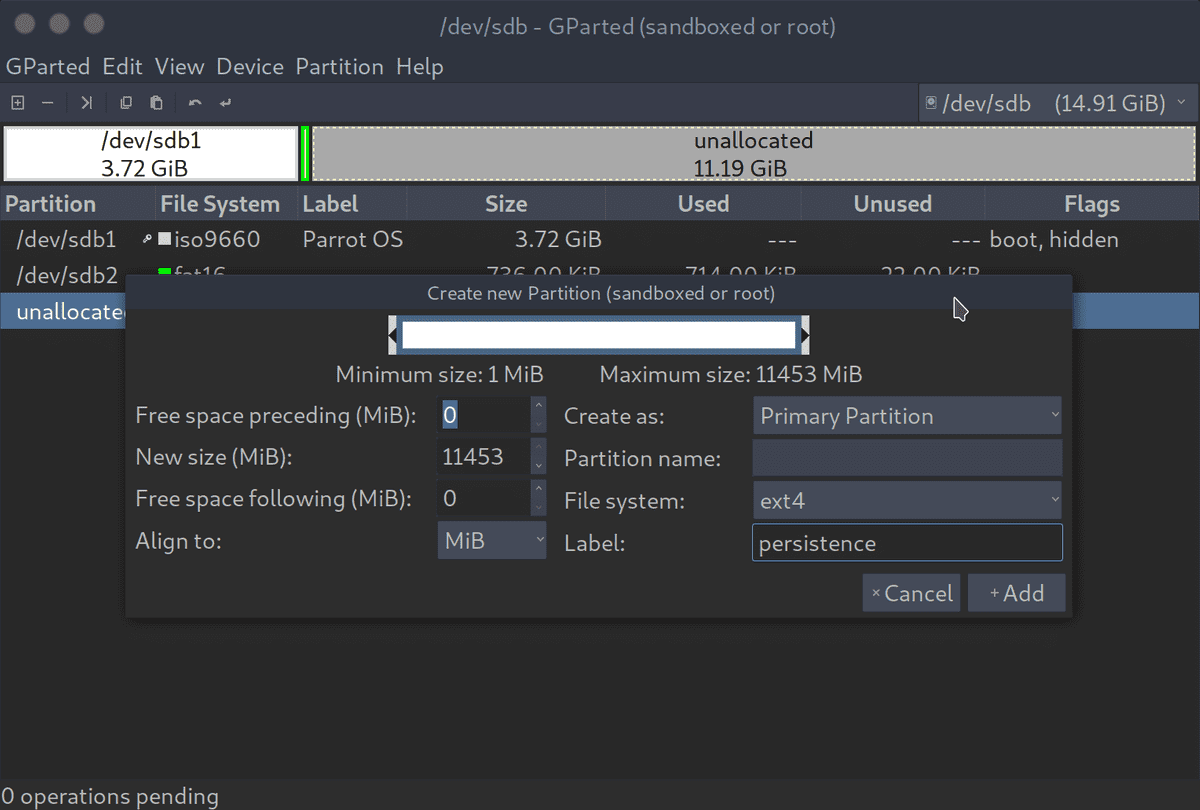 /dev/sdb - GParted (sandboxed or root)
GParted Edit View Device Partition Help
/dev/sdb (14.91 GiB)
/dev/sdb1
3.72 GiB
unallocated
11.19 GiB
Partition File System Label Size Used Unused Flags
/dev/sdb1 iso9660 Parrot OS 3.72 GiB --- --- boot, hidden
/dev/sdb2 fat16 736.00 KiB 714.00 KiB 22.00 KiB
unallocated
Create new Partition (sandboxed or root)
Minimum size: 1 MiB Maximum size: 11453 MiB
Free space preceding (MiB): 0 Create as: Primary Partition
New size (MiB): 11453 Partition name:
Free space following (MiB): 0 File system: ext4
Align to: MiB Label: persistence
× Cancel + Add
0 operations pending